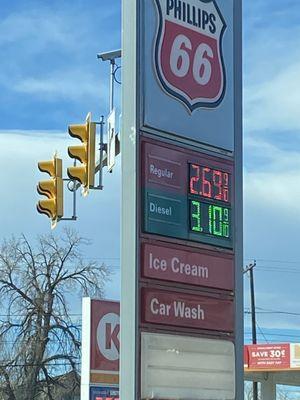 PHILLIPS
66
Regular 2.69 9/10
Diesel 3.10 9/10
Ice Cream
Car Wash
K
SAVE 30¢